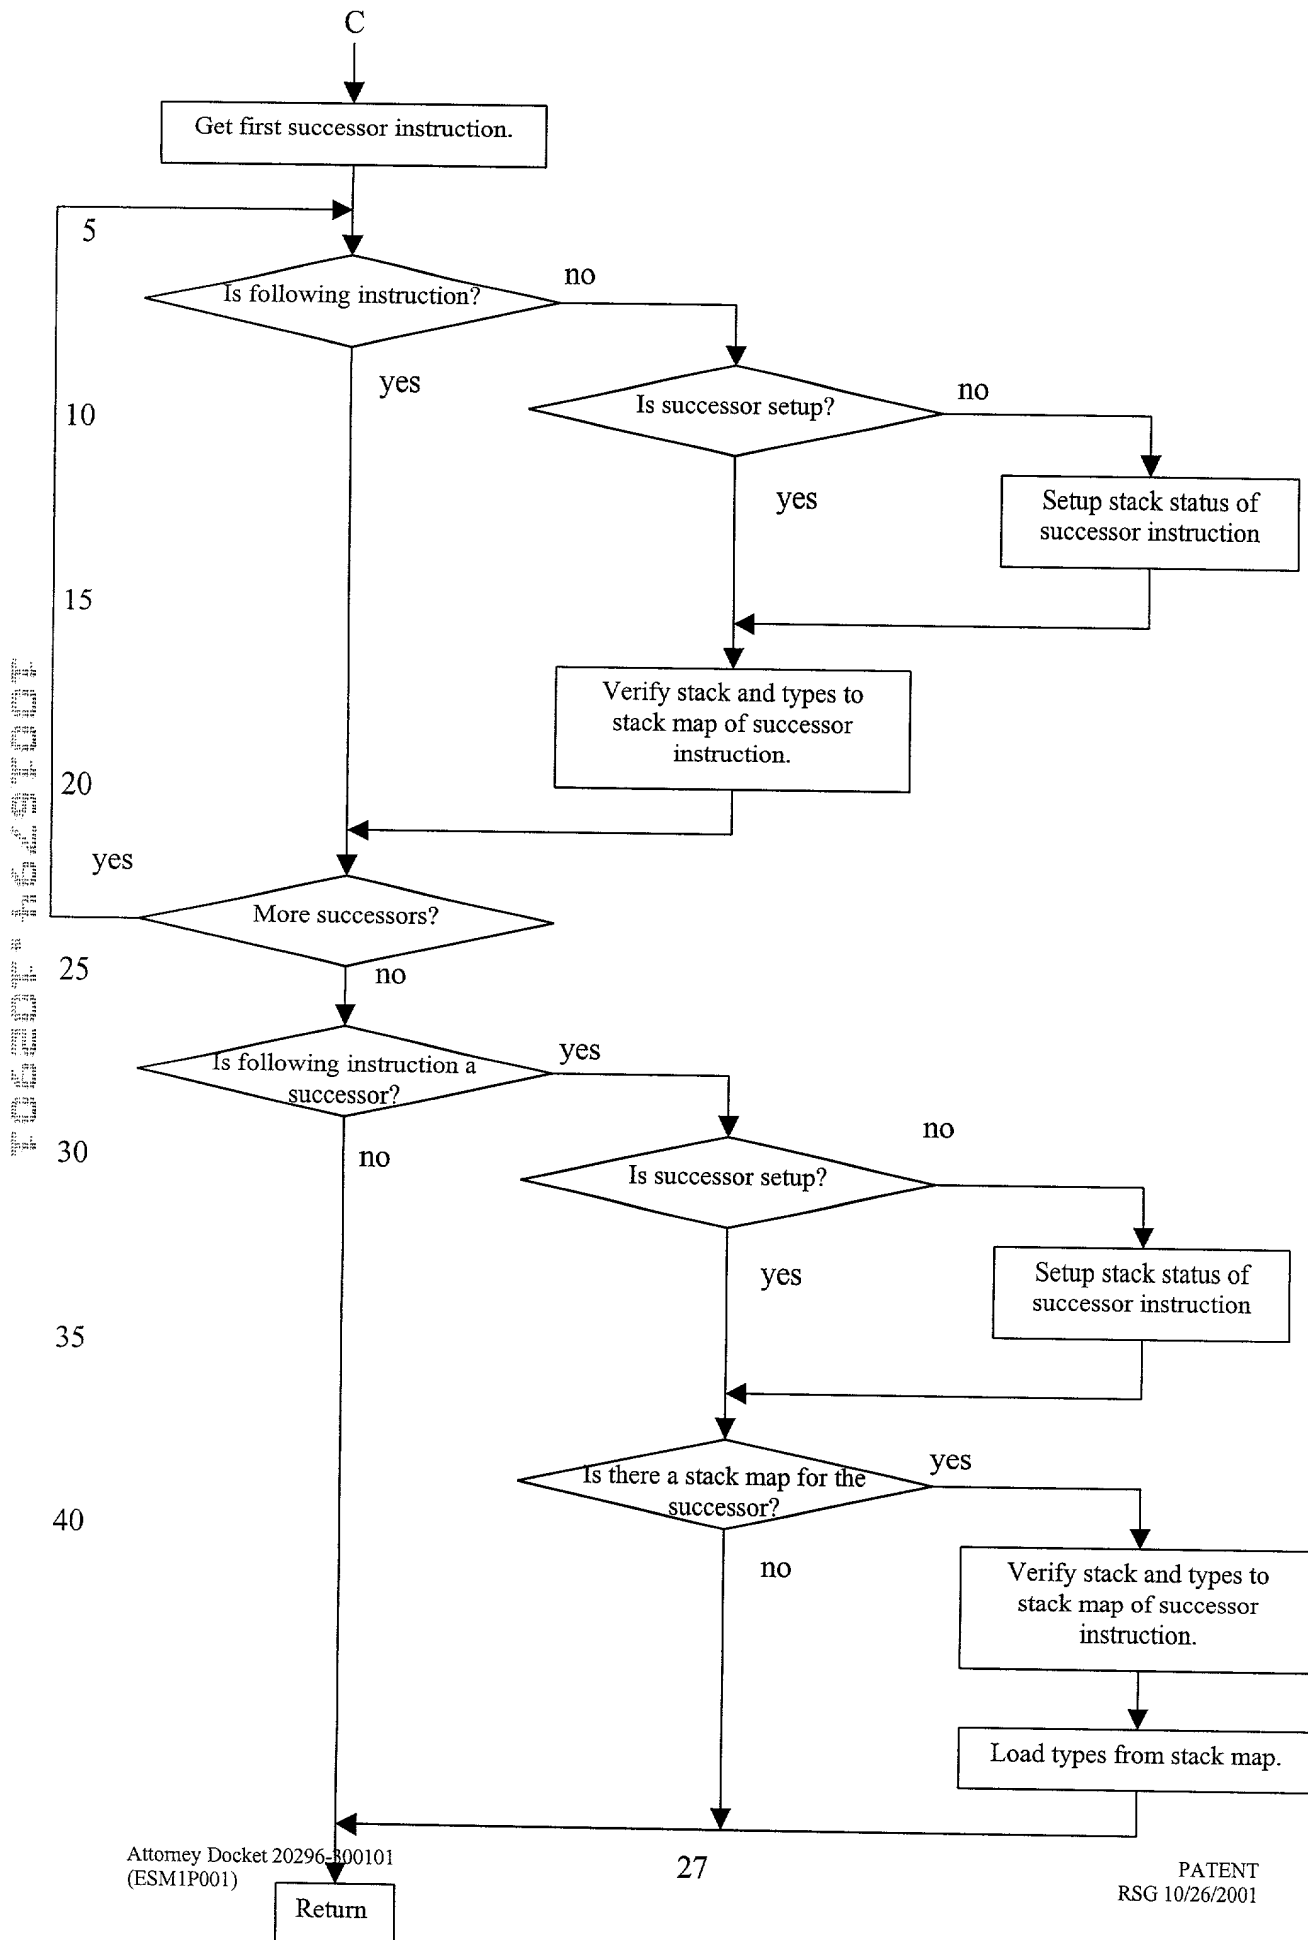 C
Get first successor instruction.
5
Is following instruction?
no
yes
10
Is successor setup?
no
yes
Setup stack status of
successor instruction
15
Verify stack and types to
stack map of successor
instruction.
20
yes
More successors?
25
no
Is following instruction a
successor?
yes
30
no
Is successor setup?
no
yes
Setup stack status of
successor instruction
35
Is there a stack map for the
successor?
yes
40
no
Verify stack and types to
stack map of successor
instruction.
Load types from stack map.
Attorney Docket 20296-300101
(ESM1P001)
27
PATENT
RSG 10/26/2001
Return